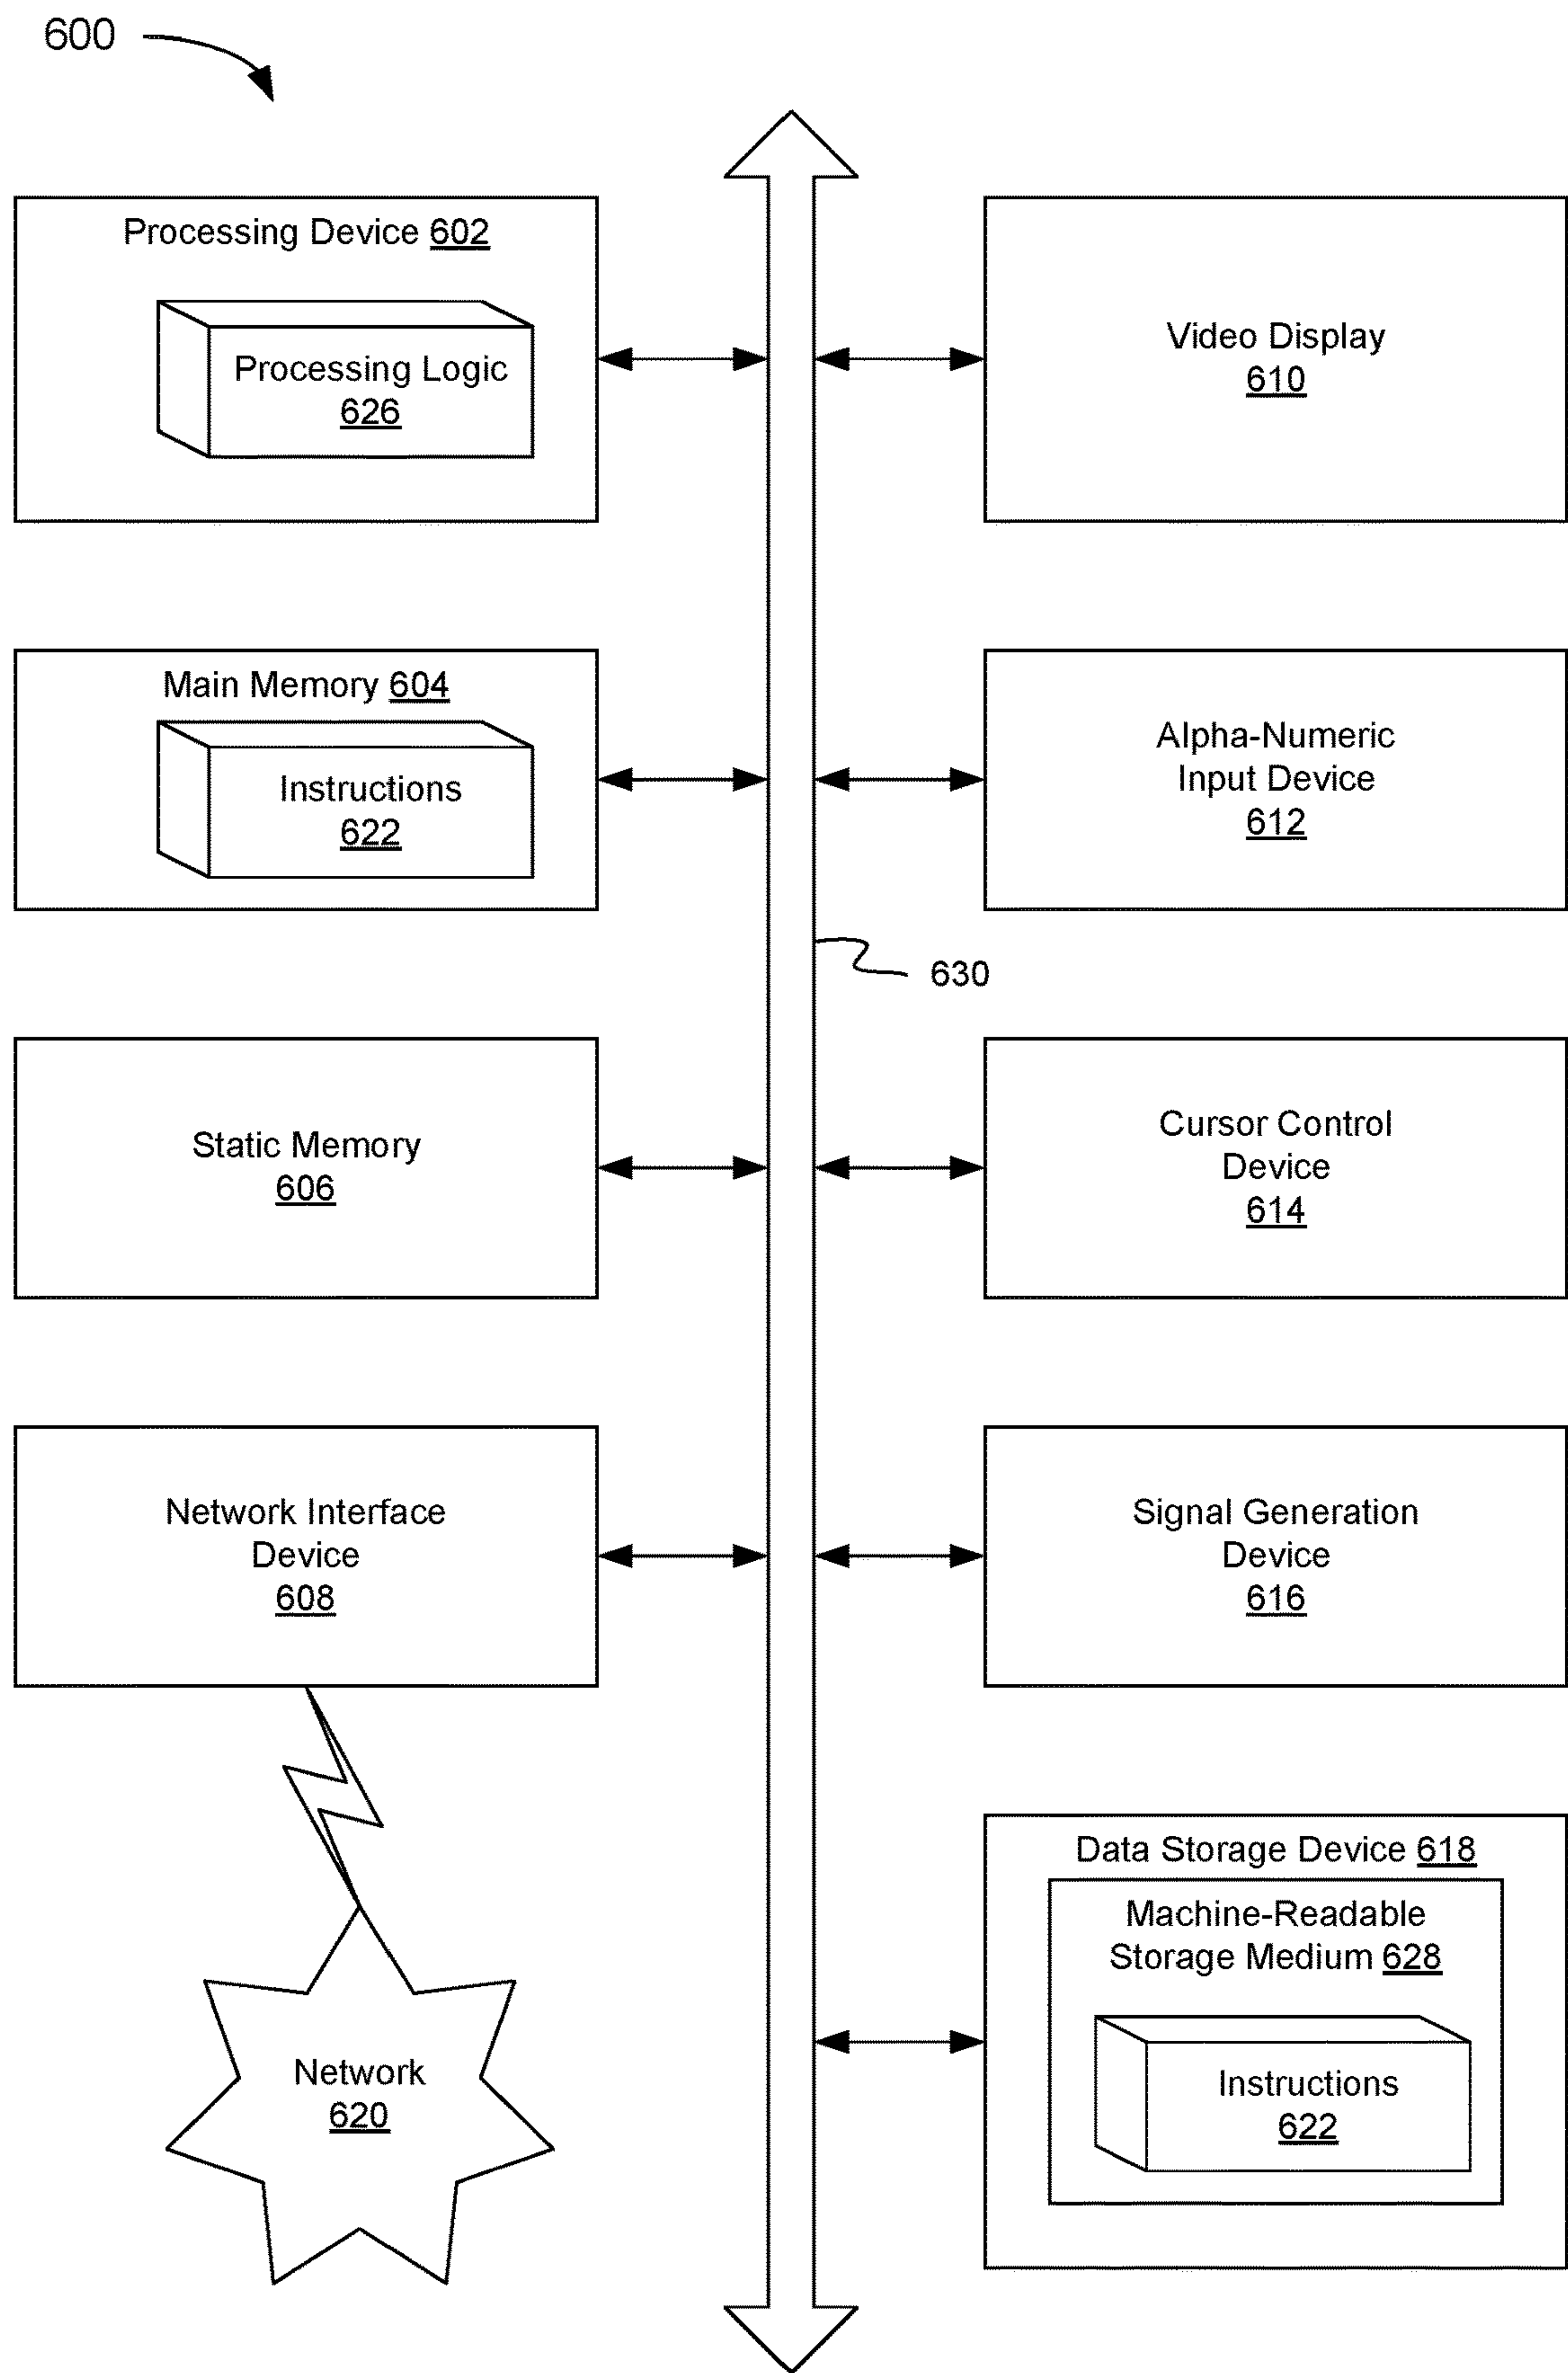 600
Processing Device 602
Processing Logic
626
Video Display
610
Main Memory 604
Instructions
622
Alpha-Numeric
Input Device
612
630
Static Memory
606
Cursor Control
Device
614
Network Interface
Device
608
Signal Generation
Device
616
Data Storage Device 618
Machine-Readable
Storage Medium 628
Instructions
622
Network
620